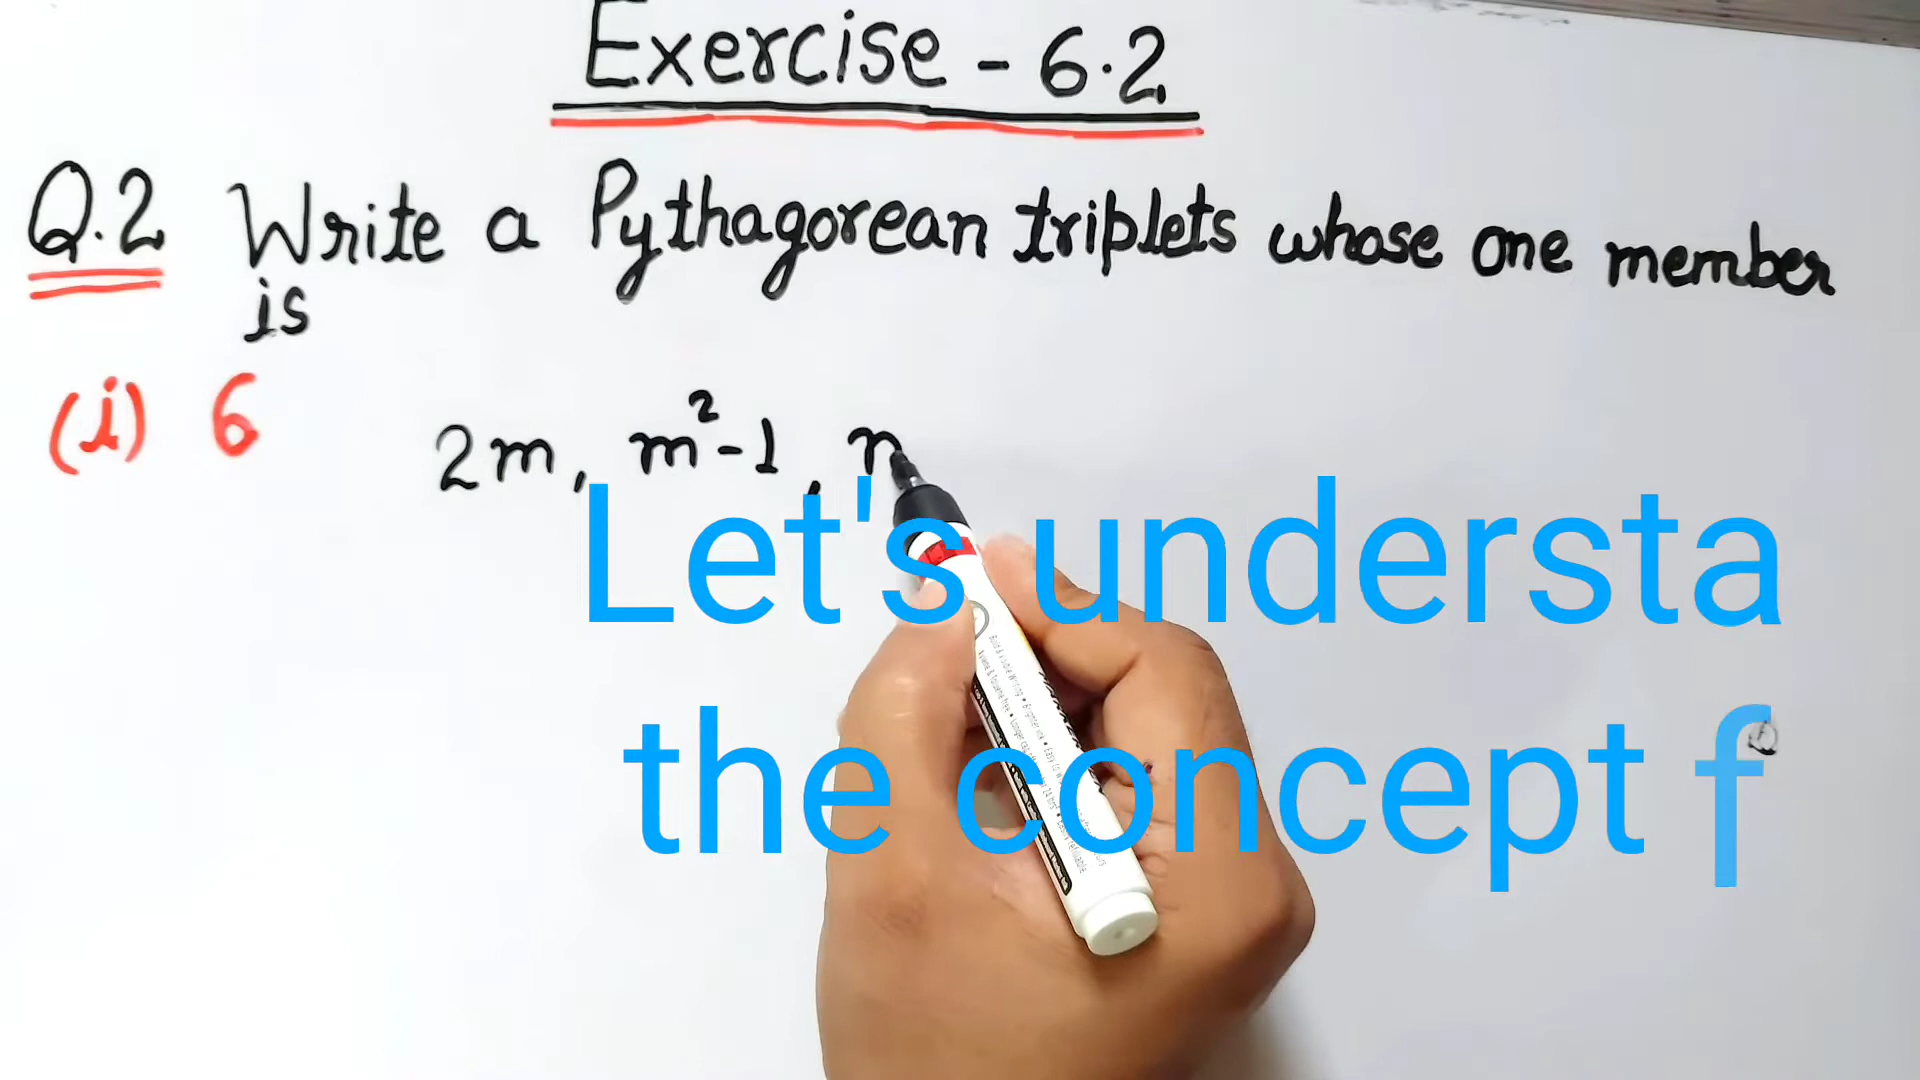 Exercise - 6.2
Q.2 Write a Pythagorean triplets whose one member
is
(i) 6 2m, m²-1,
Let's understa
the concept f